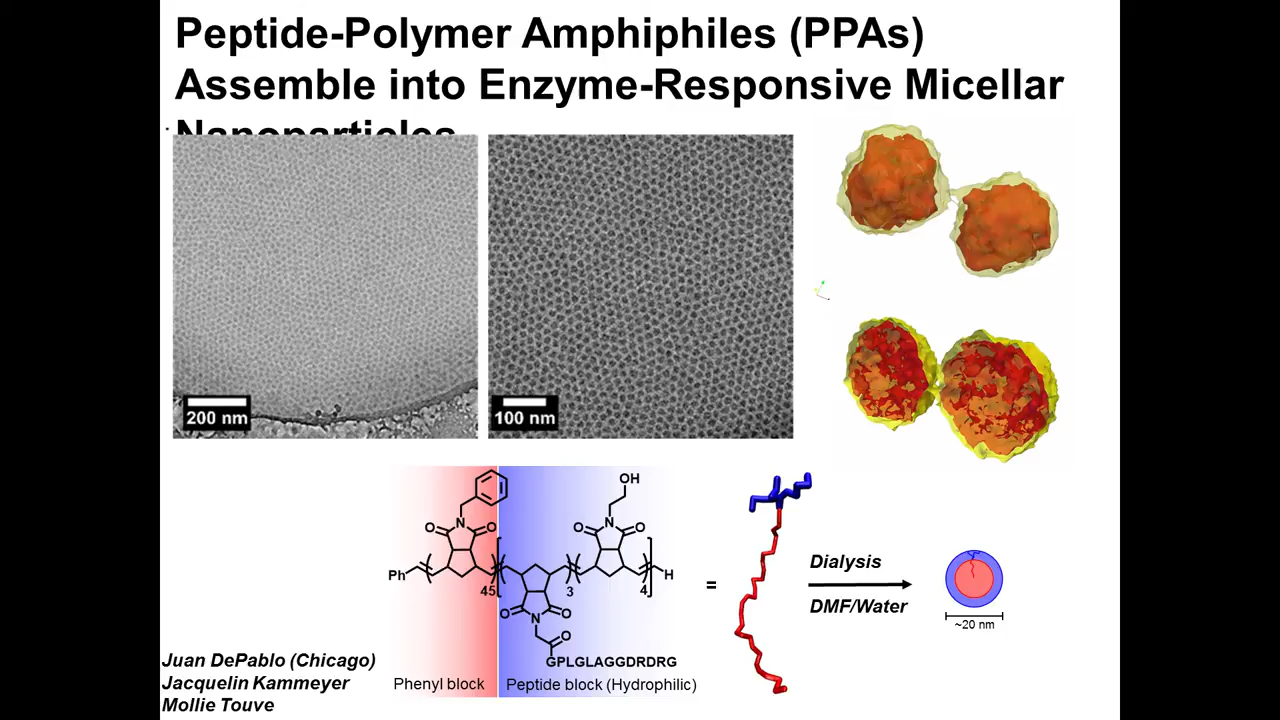 Peptide-Polymer Amphiphiles (PPAs)
Assemble into Enzyme-Responsive Micellar
Nanoparticles
200 nm
100 nm
OH
N
O
O
N
O
O
Ph
45
3
4
H
O
O
N
O
GPLGLAGGDRDRG
Phenyl block
Peptide block (Hydrophilic)
=
Dialysis
DMF/Water
~20 nm
Juan DePablo (Chicago)
Jacquelin Kammeyer
Mollie Touve